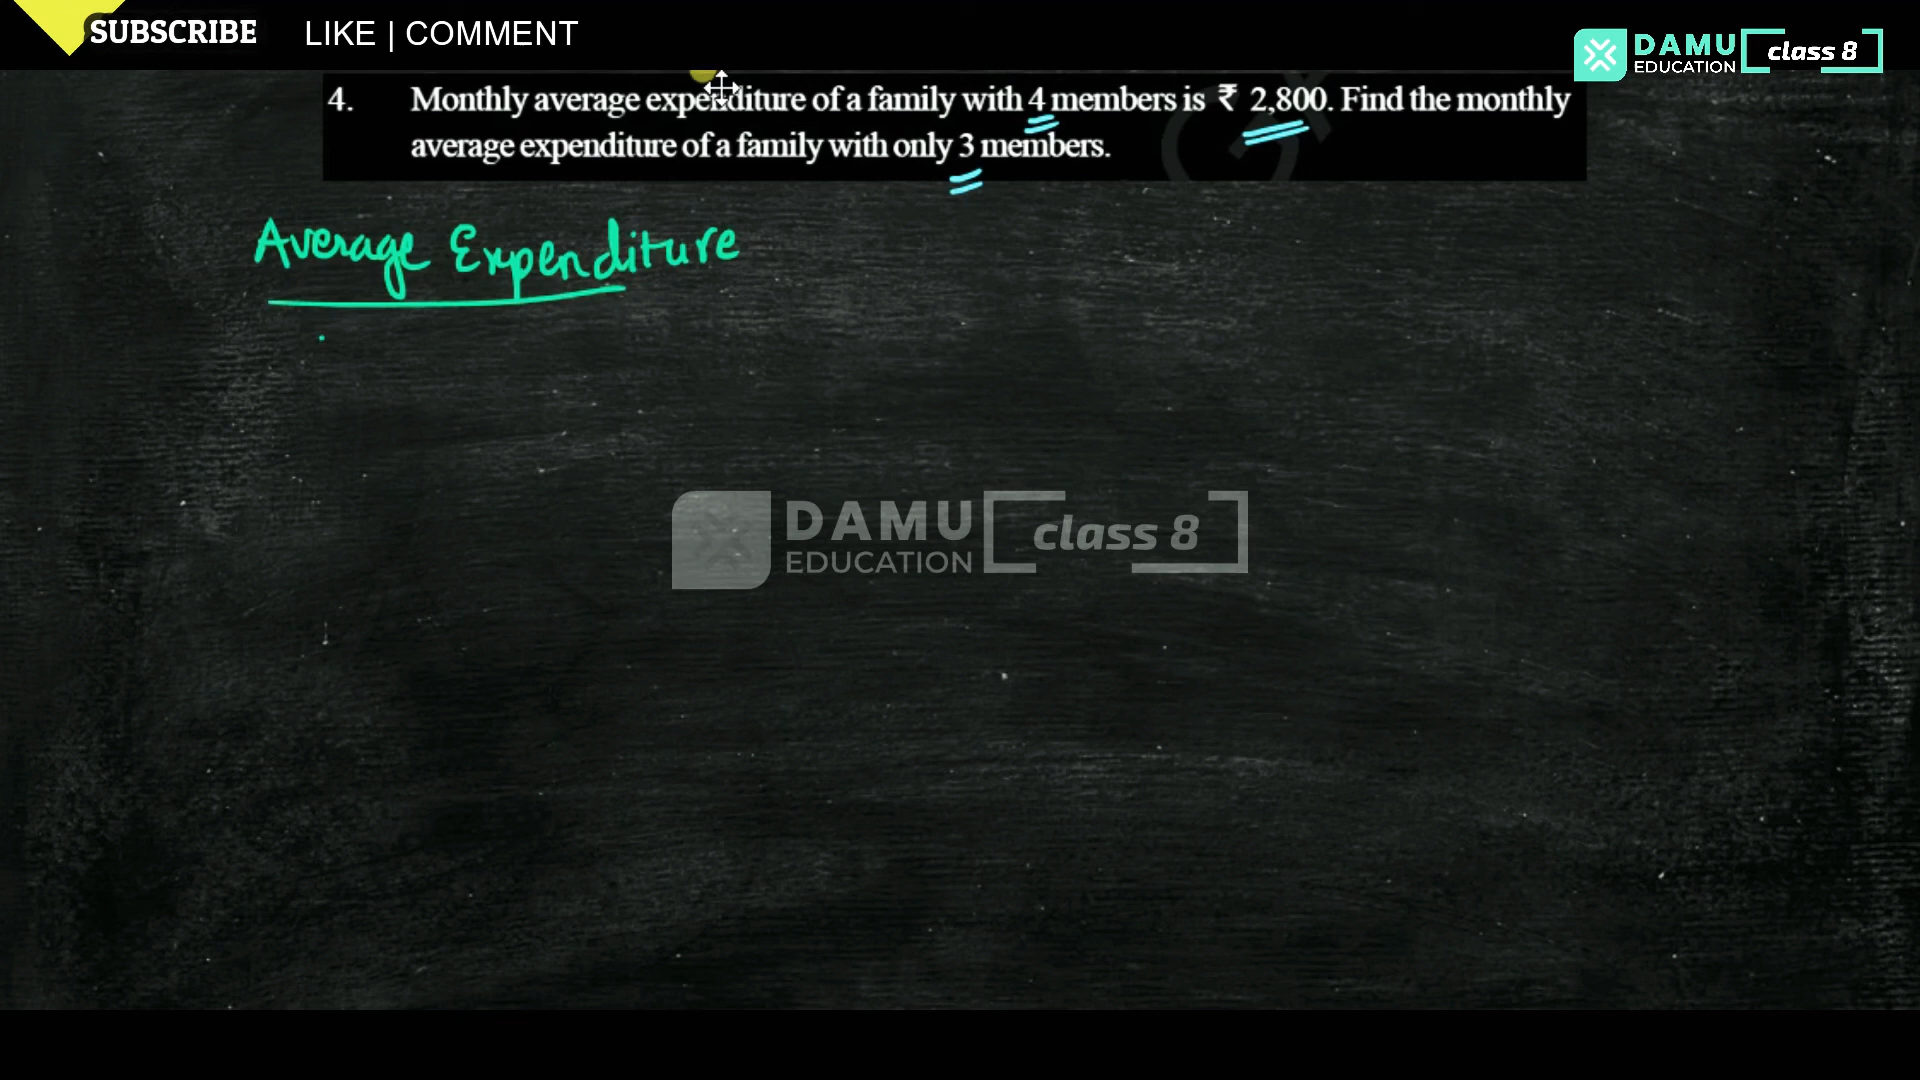 SUBSCRIBE LIKE | COMMENT
DAMU EDUCATION class 8
4. Monthly average expenditure of a family with 4 members is ₹ 2,800. Find the monthly
average expenditure of a family with only 3 members.
Average Expenditure
DAMU EDUCATION class 8